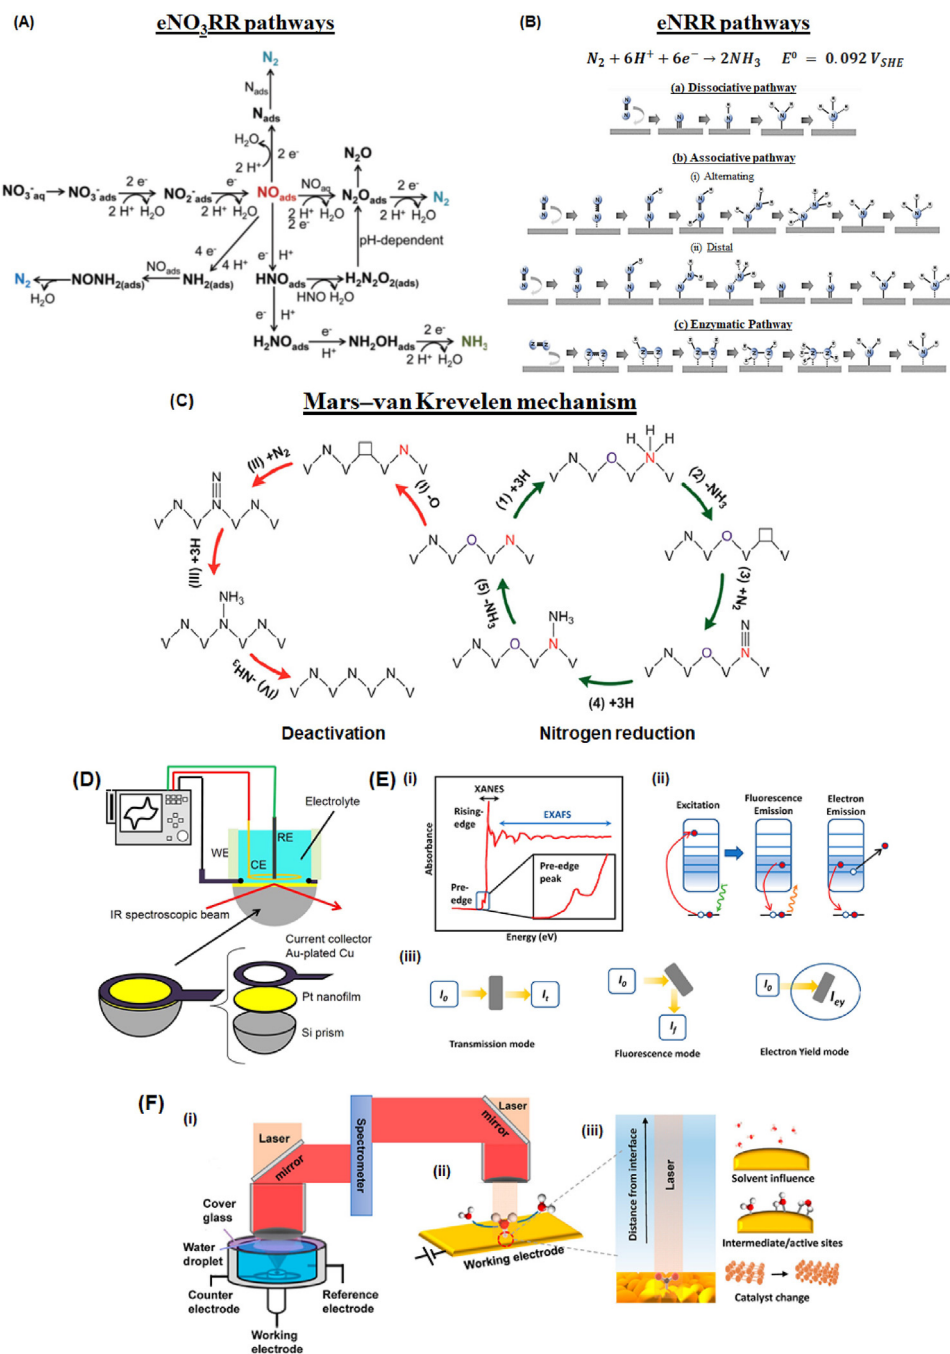 (A) eNO3RR pathways
N2
Nads
Nads
H2O
2 H+
2 e-
N2O
NO3-aq
NO3-ads
2 e-
2 H+ H2O
NO2-ads
e-
2 H+ H2O
NOads
NOaq
2 H+ H2O
2 e-
N2Oads
2 e-
2 H+ H2O
N2
pH-dependent
4 e-
4 H+
e-
H+
N2
H2O
NONH2(ads)
NOads
NH2(ads)
HNOads
HNO H2O
H2N2O2(ads)
e-
H+
H2NOads
e-
H+
NH2OHads
2 e-
2 H+ H2O
NH3
(B) eNRR pathways
N2 + 6H+ + 6e- → 2NH3 E0 = 0.092 VSHE
(a) Dissociative pathway
(b) Associative pathway
(i) Alternating
(ii) Distal
(c) Enzymatic Pathway
(C) Mars–van Krevelen mechanism
(II) +N2
(I) -O
(III) +3H
(IV) -NH3
(1) +3H
(2) -NH3
(3) +N2
(4) +3H
(5) -NH3
N N V V V V
N O N H H H V V V V
N N N N V V V V
N O N V V V V
N O V V V V
NH3 N N N V V V V
NH3 N O N V V V V
N N O N V V V V
N N N V V V V
Deactivation
Nitrogen reduction
(D)
Electrolyte
RE
WE
CE
IR spectroscopic beam
Current collector
Au-plated Cu
Pt nanofilm
Si prism
(E) (i)
XANES
Rising-
edge
EXAFS
Absorbance
Pre-edge
peak
Pre-
edge
Energy (eV)
(ii)
Excitation
Fluorescence
Emission
Electron
Emission
(iii)
I0
It
Transmission mode
I0
If
Fluorescence mode
I0
Iey
Electron Yield mode
(F)
(i)
Laser
mirror
Spectrometer
Laser
mirror
Cover
glass
Water
droplet
Counter
electrode
Reference
electrode
Working
electrode
(ii)
Working electrode
(iii)
Distance from interface
Laser
Solvent influence
Intermediate/active sites
Catalyst change